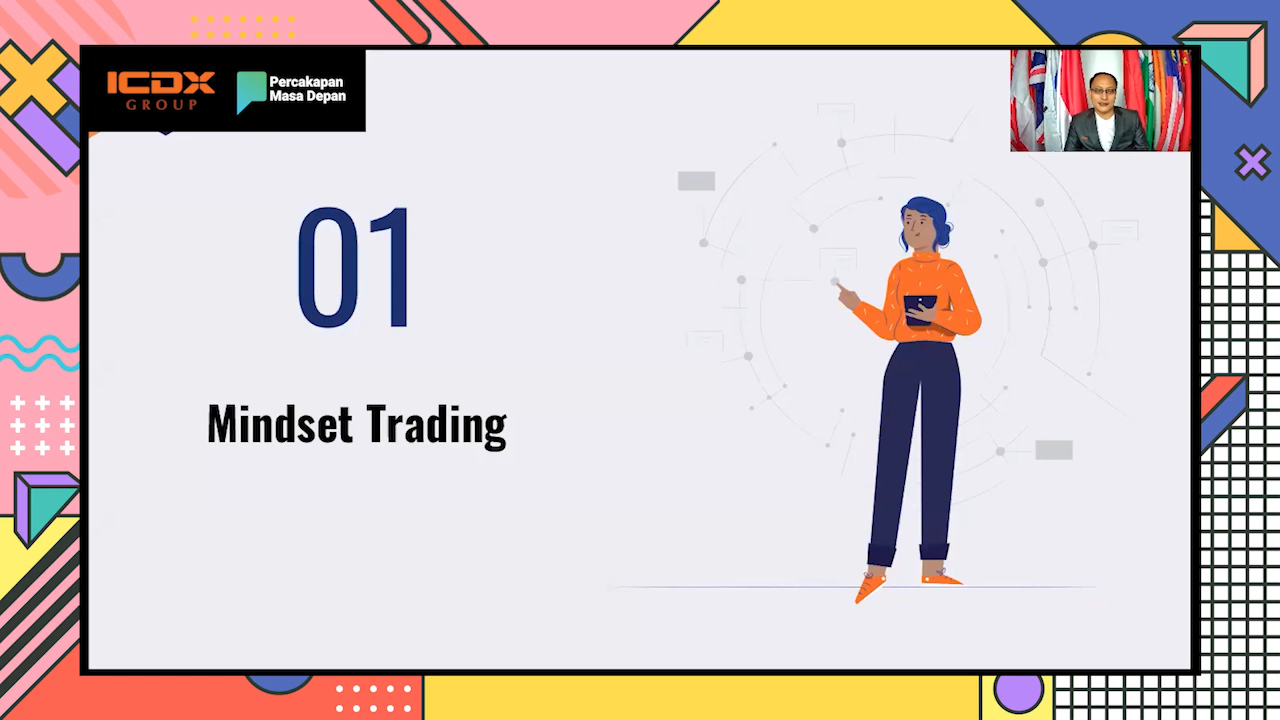 ICDX
GROUP
Percakapan
Masa Depan
01
Mindset Trading